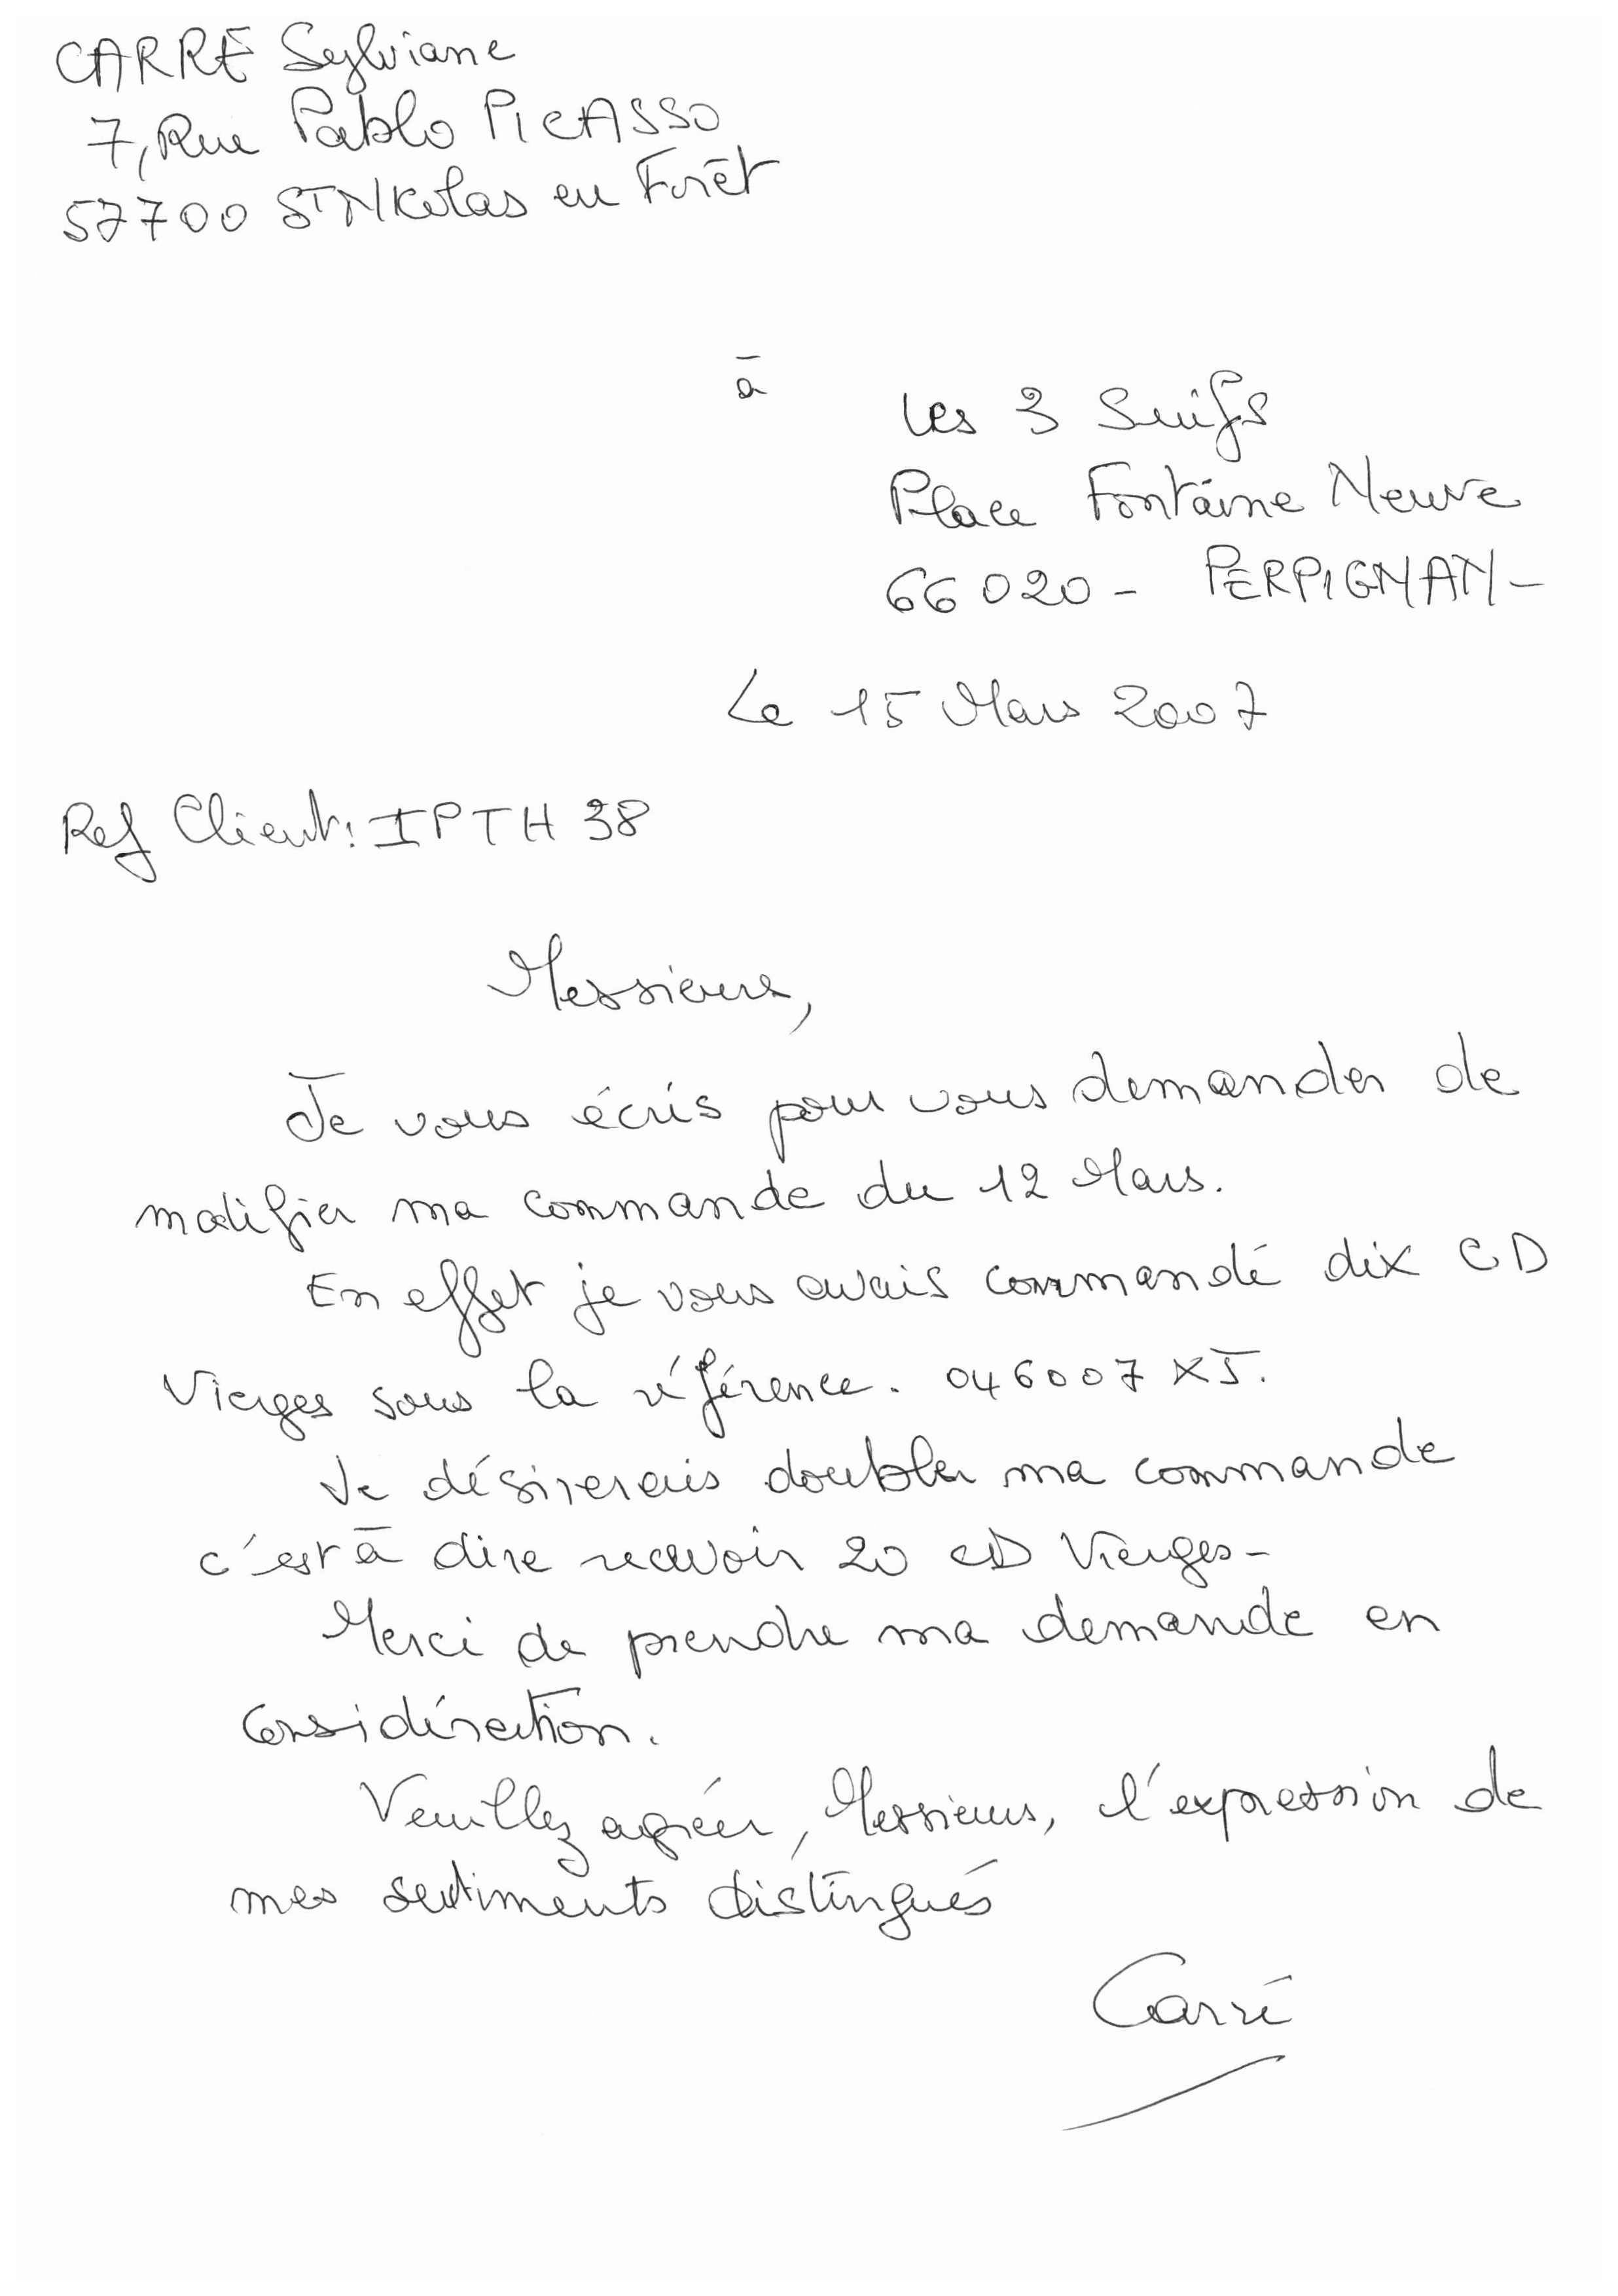 CARRE Sylviane
7, Rue Pablo PICASSO
57700 St Nicolas en Forêt
à
Les 3 Suifs
Place Fontaine Neuve
66020 - PERPIGNAN -
Le 15 Mars 2007
Ref Client: IPTH 38
Messieurs,
Je vous écris pour vous demander de
modifier ma commande du 12 Mars.
En effet je vous avais commandé dix CD
Vierges sous la référence. 046007XJ.
Je désirerais doubler ma commande
c'est à dire recevoir 20 CD Vierges -
Merci de prendre ma demande en
considération.
Veuillez agréer, Messieurs, l'expression de
mes sentiments distingués
Carré